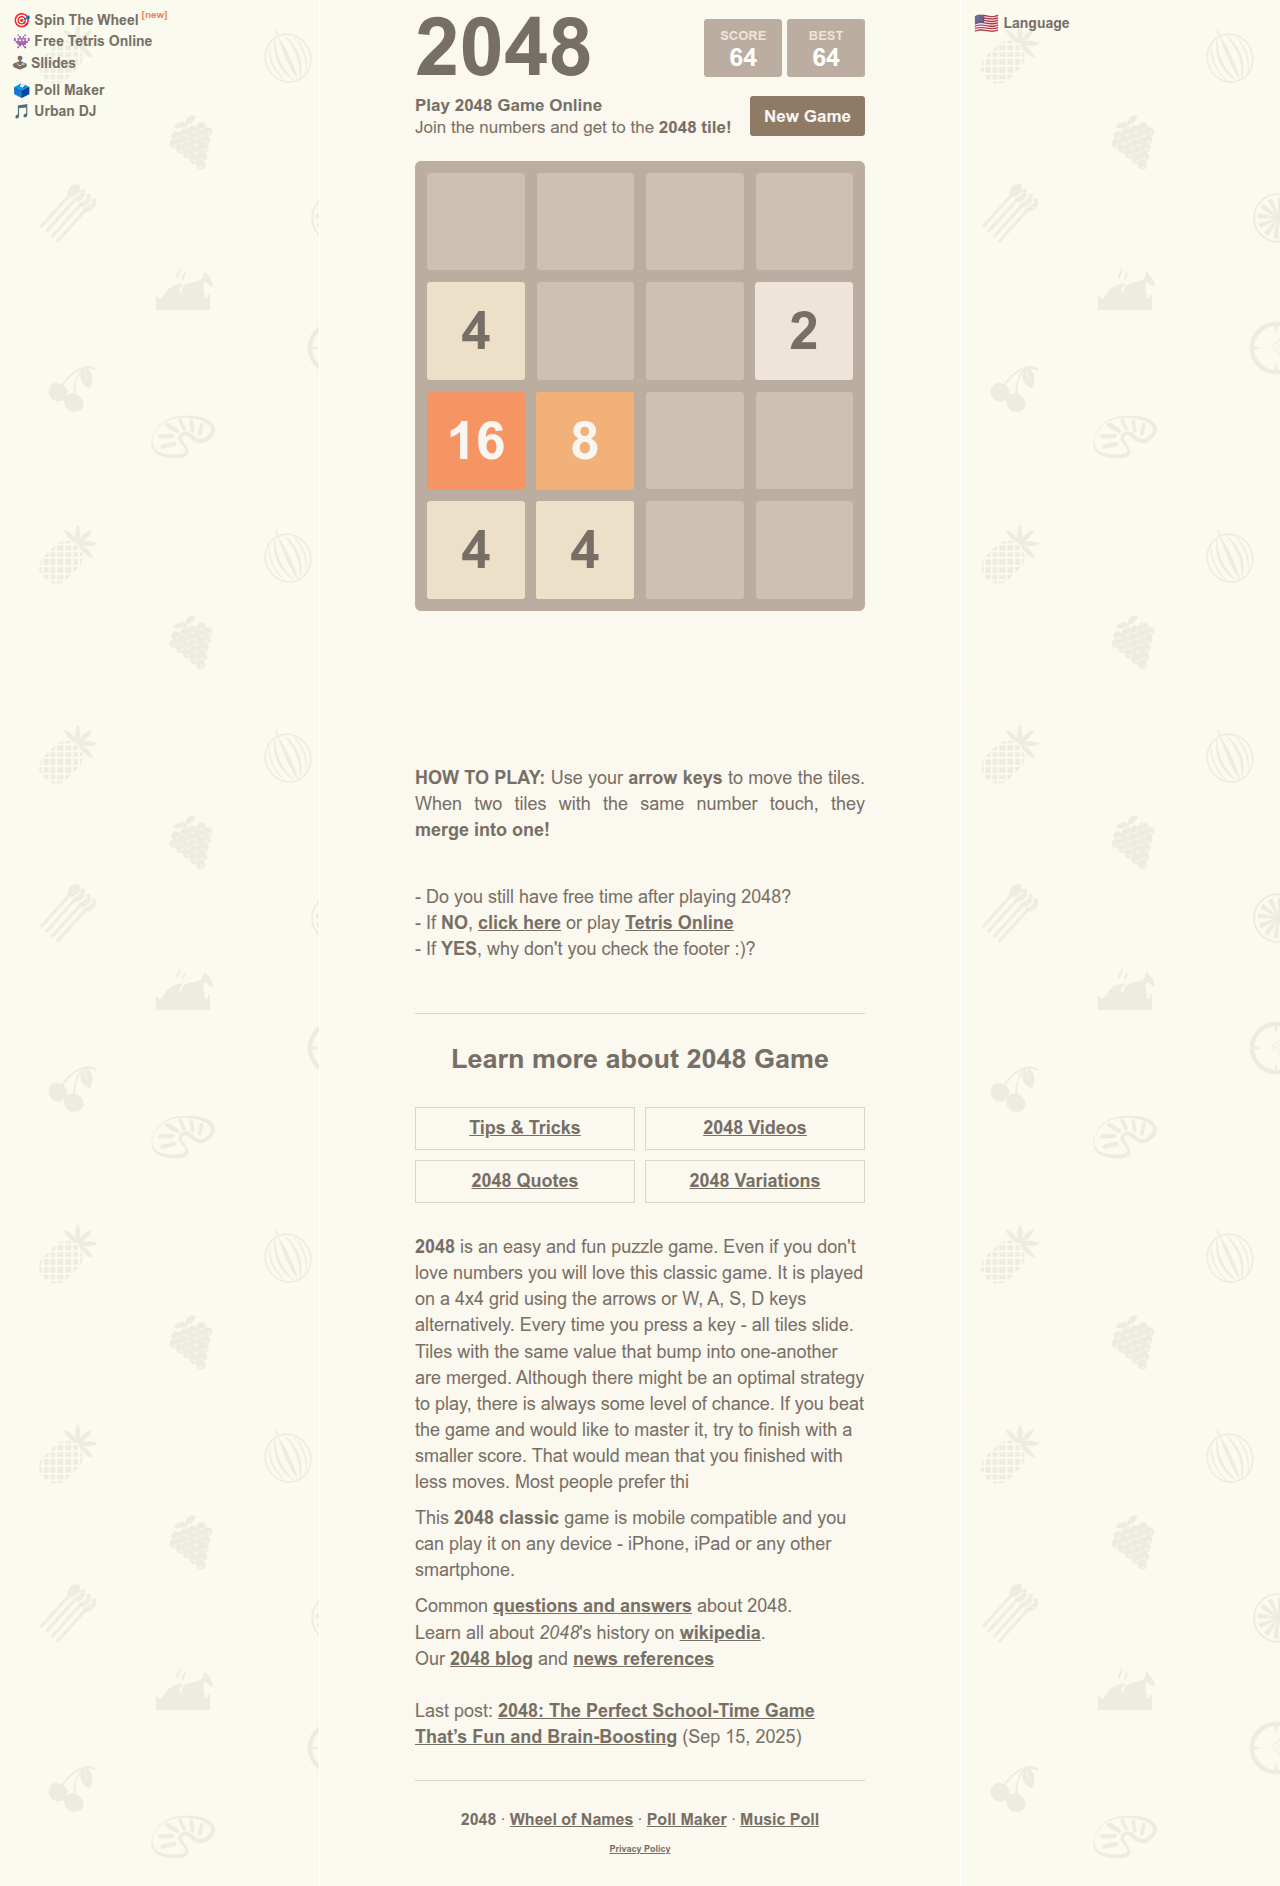 🎯 Spin The Wheel [new]
👾 Free Tetris Online
🕹 Sllides
🗳 Poll Maker
🎵 Urban DJ
2048
SCORE
64
BEST
64
🇺🇸 Language
Play 2048 Game Online
Join the numbers and get to the 2048 tile!
New Game
4 2
16 8
4 4
HOW TO PLAY: Use your arrow keys to move the tiles.
When two tiles with the same number touch, they
merge into one!
- Do you still have free time after playing 2048?
- If NO, click here or play Tetris Online
- If YES, why don't you check the footer :)?
Learn more about 2048 Game
Tips & Tricks
2048 Videos
2048 Quotes
2048 Variations
2048 is an easy and fun puzzle game. Even if you don't
love numbers you will love this classic game. It is played
on a 4x4 grid using the arrows or W, A, S, D keys
alternatively. Every time you press a key - all tiles slide.
Tiles with the same value that bump into one-another
are merged. Although there might be an optimal strategy
to play, there is always some level of chance. If you beat
the game and would like to master it, try to finish with a
smaller score. That would mean that you finished with
less moves. Most people prefer thi
This 2048 classic game is mobile compatible and you
can play it on any device - iPhone, iPad or any other
smartphone.
Common questions and answers about 2048.
Learn all about 2048's history on wikipedia.
Our 2048 blog and news references
Last post: 2048: The Perfect School-Time Game
That’s Fun and Brain-Boosting (Sep 15, 2025)
2048 · Wheel of Names · Poll Maker · Music Poll
Privacy Policy